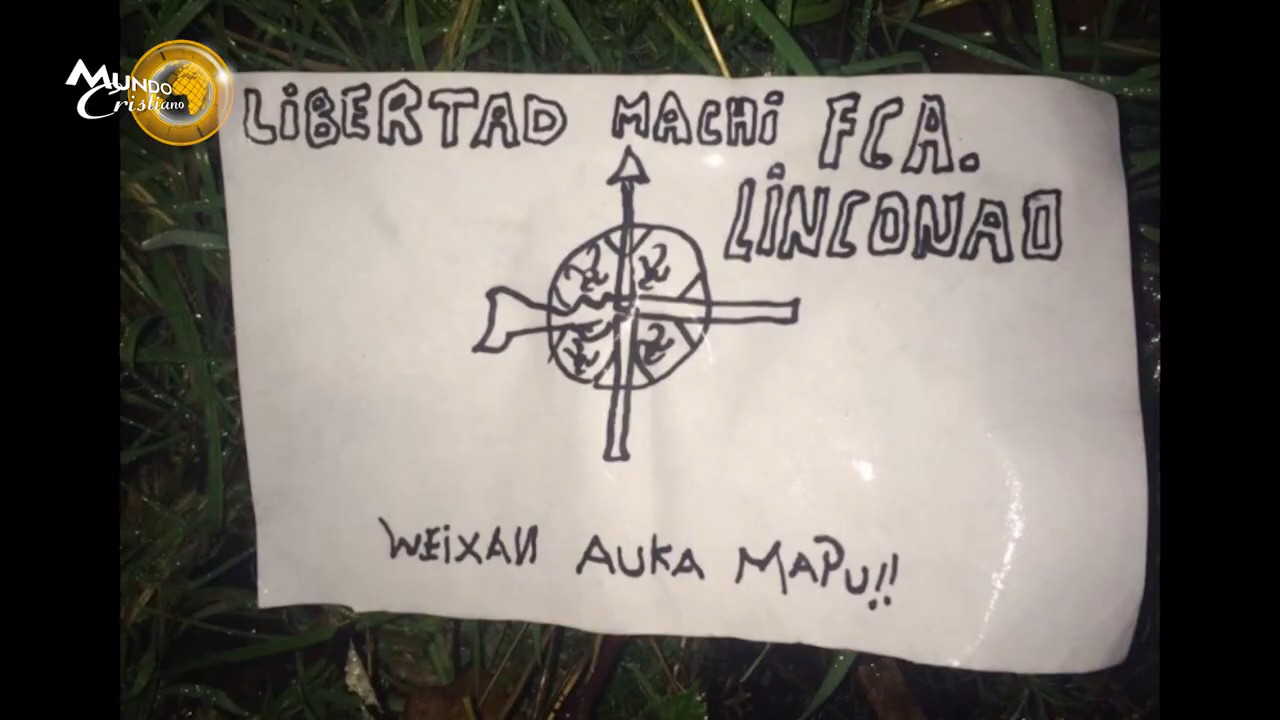 Mundo
Cristiano
LiBERTAD MACHi FCA.
LiNCONAO
WEiXAN AUKA MAPU!!